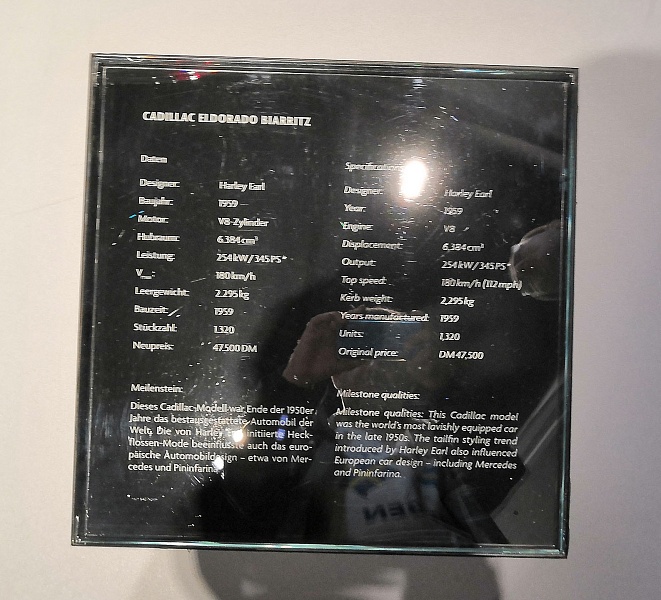 CADILLAC ELDORADO BIARRITZ
Daten
Designer: Harley Earl
Baujahr: 1959
Motor: V8-Zylinder
Hubraum: 6.384 cm³
Leistung: 254 kW / 345 PS*
V
Leergewicht: 2.295 kg
Bauzeit: 1959
Stückzahl: 1.320
Neupreis: 47.500 DM
Meilenstein:
Dieses Cadillac-Modell war Ende der 1950er
Jahre das bestausgestattete Automobil der
Welt. Die von Harley initiierte Heck-
flossen-Mode beeinflusste auch das euro-
päische Automobildesign – etwa von Mer-
cedes und Pininfarina.
Specifications
Designer: Harley Earl
Year: 1959
Engine: V8
Displacement: 6,384 cm³
Output: 254 kW / 345 PS*
Top speed: 180 km/h (112 mph)
Kerb weight: 2,295 kg
Years manufactured: 1959
Units: 1,320
Original price: DM 47,500
Milestone qualities:
Milestone qualities: This Cadillac model
was the world's most lavishly equipped car
in the late 1950s. The tailfin styling trend
introduced by Harley Earl also influenced
European car design – including Mercedes
and Pininfarina.